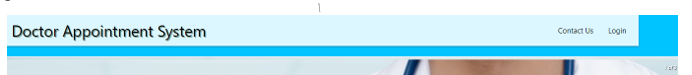 Doctor Appointment System
Contact Us
Login